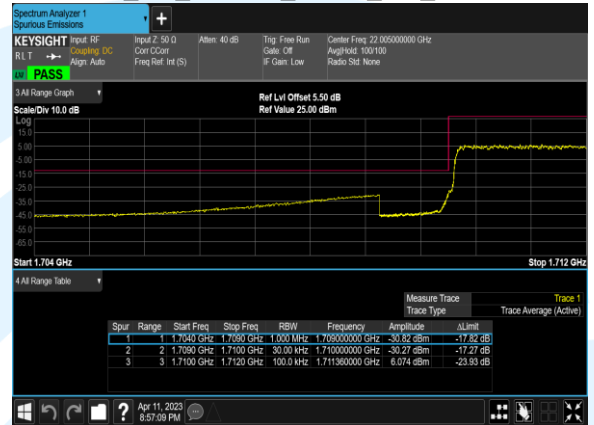 Spectrum Analyzer 1
Spurious Emissions
KEYSIGHT Input: RF Input Z: 50 Ω Atten: 40 dB Trig: Free Run Center Freq: 22.005000000 GHz
RLT Coupling: DC Corr CCorr Gate: Off Avg|Hold: 100/100
Align: Auto Freq Ref: Int (S) IF Gain: Low Radio Std: None
LV PASS
3 All Range Graph
Ref Lvl Offset 5.50 dB
Scale/Div 10.0 dB Ref Value 25.00 dBm
Log
15.0
5.00
-5.00
-15.0
-25.0
-35.0
-45.0
-55.0
-65.0
Start 1.704 GHz Stop 1.712 GHz
4 All Range Table
Measure Trace Trace 1
Trace Type Trace Average (Active)
Spur Range Start Freq Stop Freq RBW Frequency Amplitude ΔLimit
1 1 1.7040 GHz 1.7090 GHz 1.000 MHz 1.709000000 GHz -30.82 dBm -17.82 dB
2 2 1.7090 GHz 1.7100 GHz 30.00 kHz 1.710000000 GHz -30.27 dBm -17.27 dB
3 3 1.7100 GHz 1.7120 GHz 100.0 kHz 1.711360000 GHz 6.074 dBm -23.93 dB
? Apr 11, 2023
8:57:09 PM